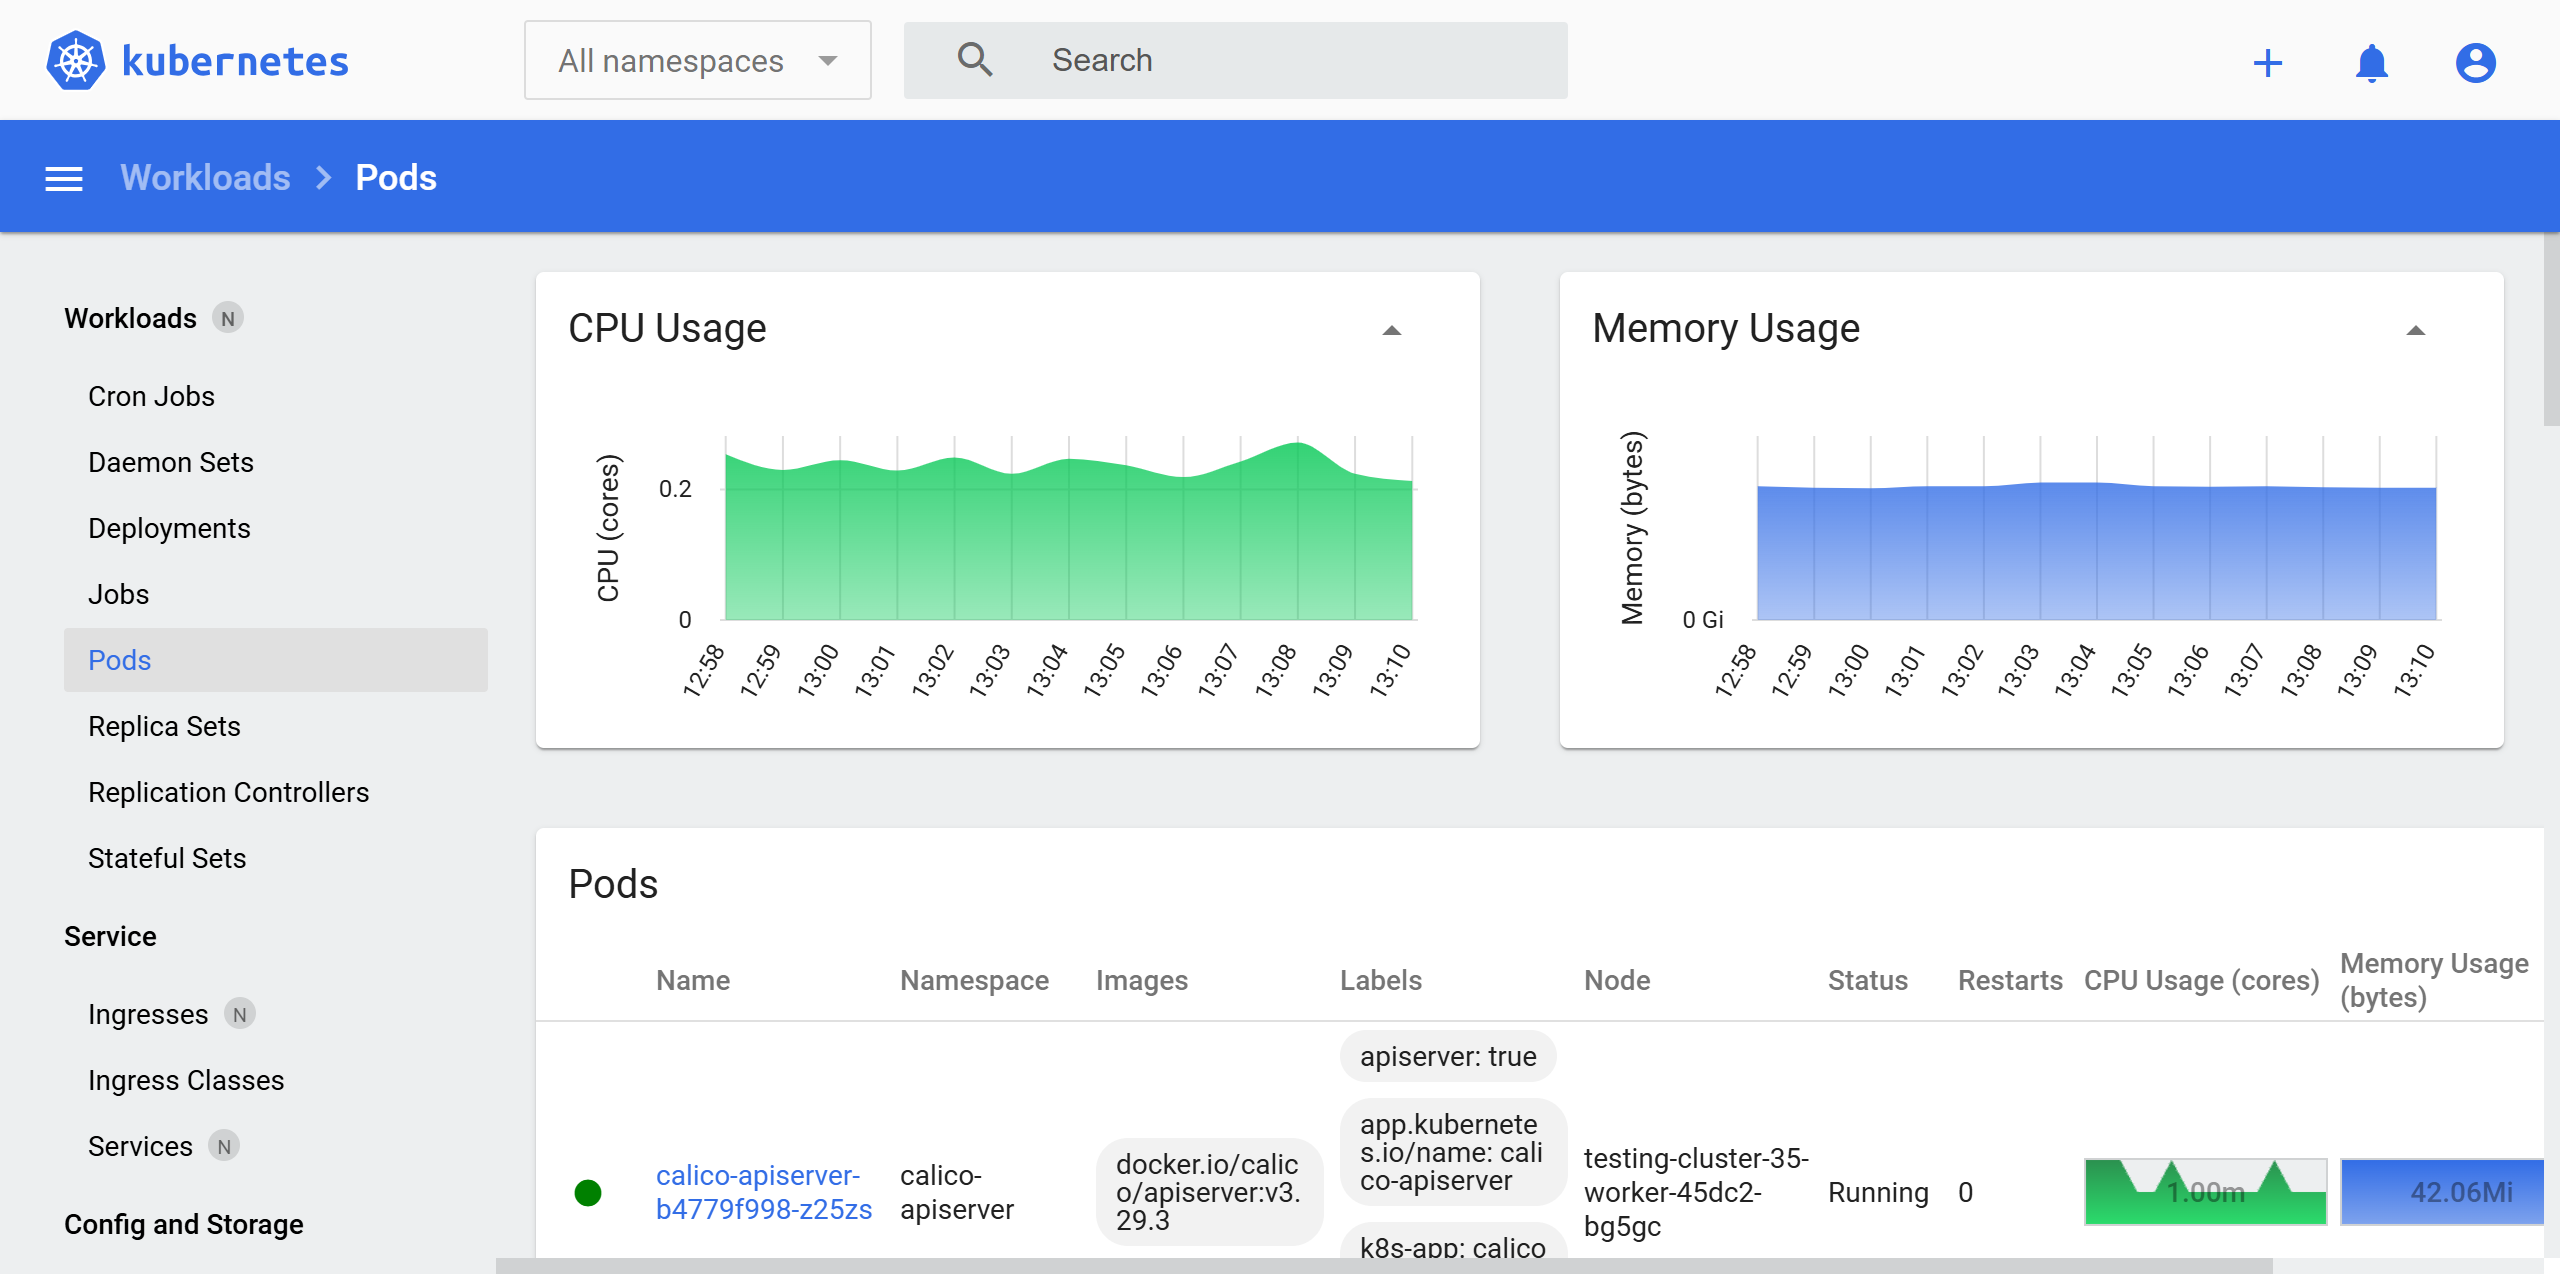 kubernetes
All namespaces
Search
Workloads
Pods
Workloads N
Cron Jobs
Daemon Sets
Deployments
Jobs
Pods
Replica Sets
Replication Controllers
Stateful Sets
Service
Ingresses N
Ingress Classes
Services N
Config and Storage
CPU Usage
CPU (cores)
0.2
0
12:58
12:59
13:00
13:01
13:02
13:03
13:04
13:05
13:06
13:07
13:08
13:09
13:10
Memory Usage
Memory (bytes)
0 Gi
12:58
12:59
13:00
13:01
13:02
13:03
13:04
13:05
13:06
13:07
13:08
13:09
13:10
Pods
Name
Namespace
Images
Labels
Node
Status
Restarts
CPU Usage (cores)
Memory Usage
(bytes)
calico-apiserver-
b4779f998-z25zs
calico-
apiserver
docker.io/calic
o/apiserver:v3.
29.3
apiserver: true
app.kubernete
s.io/name: cali
co-apiserver
k8s-app: calico
testing-cluster-35-
worker-45dc2-
bg5gc
Running
0
1.00m
42.06Mi